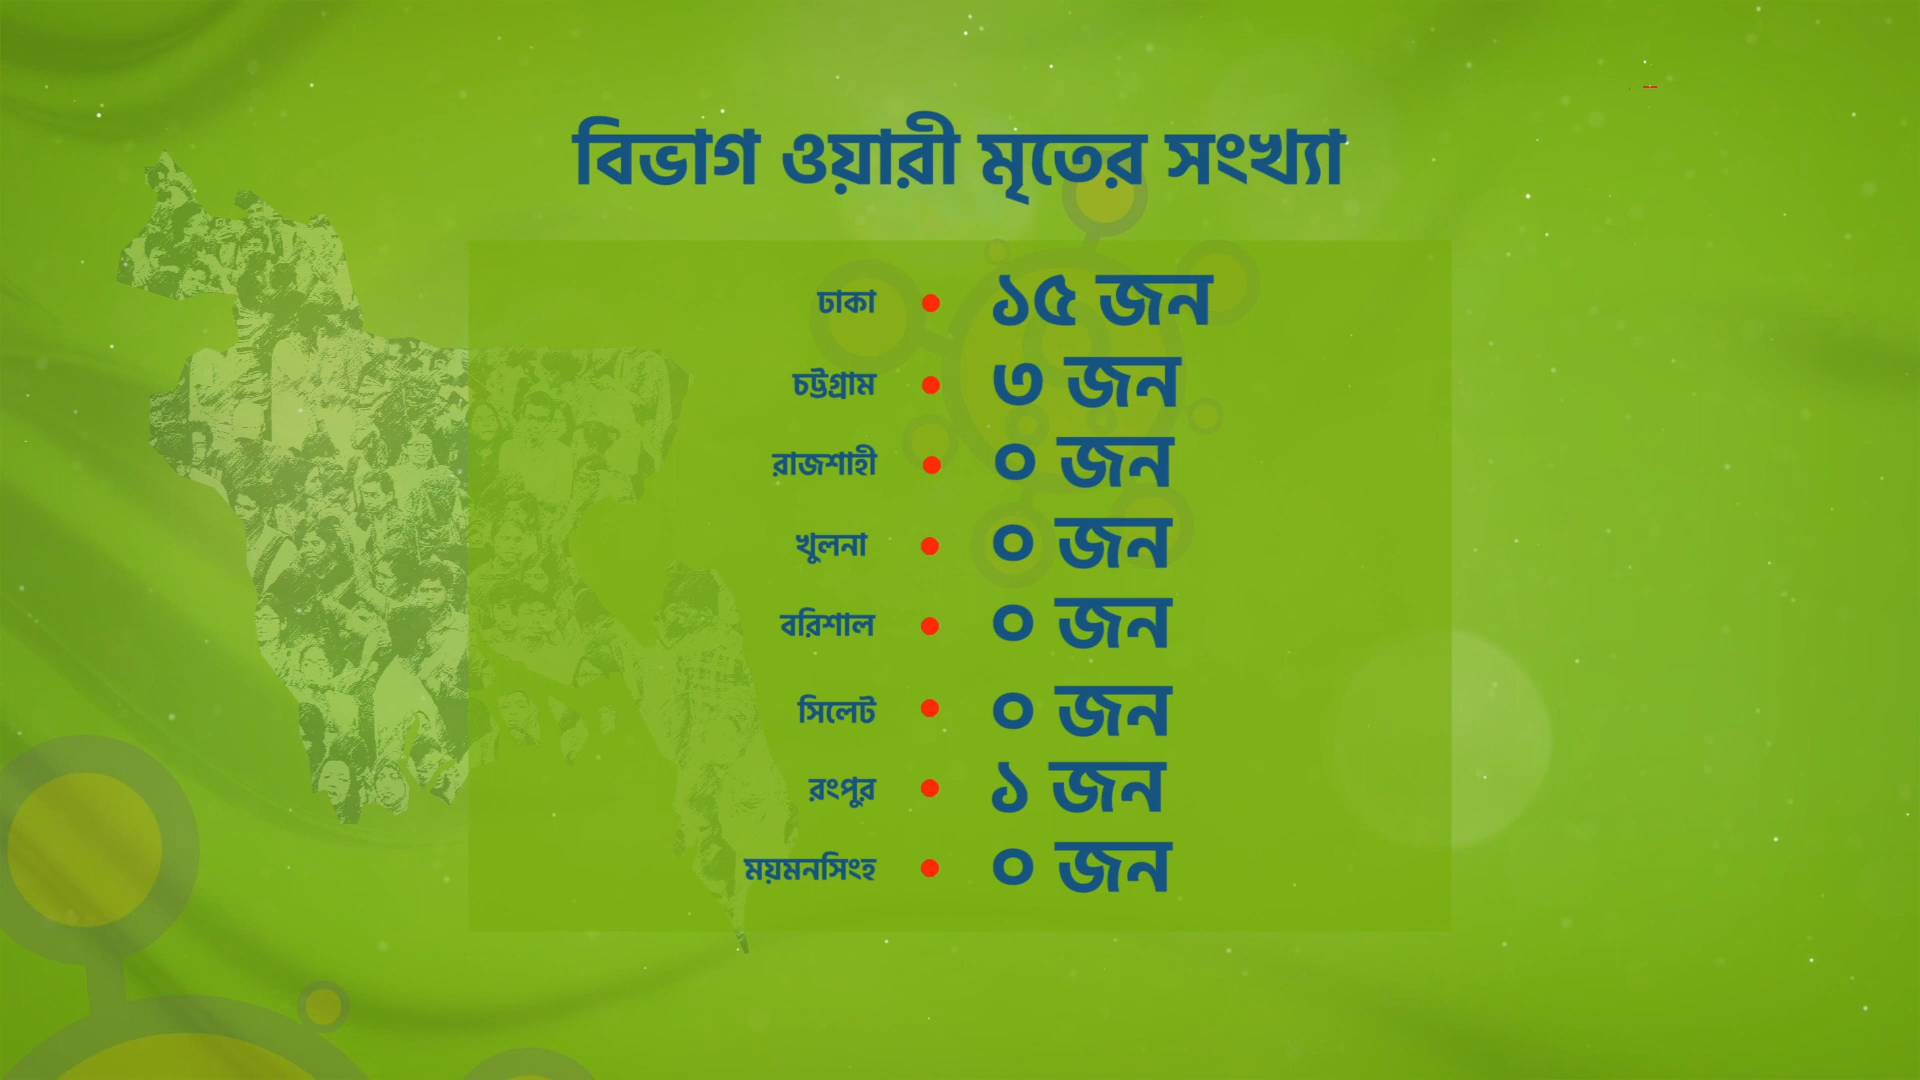 বিভাগ ওয়ারী মৃতের সংখ্যা
ঢাকা • ১৫ জন
চট্টগ্রাম • ৩ জন
রাজশাহী • ০ জন
খুলনা • ০ জন
বরিশাল • ০ জন
সিলেট • ০ জন
রংপুর • ১ জন
ময়মনসিংহ • ০ জন